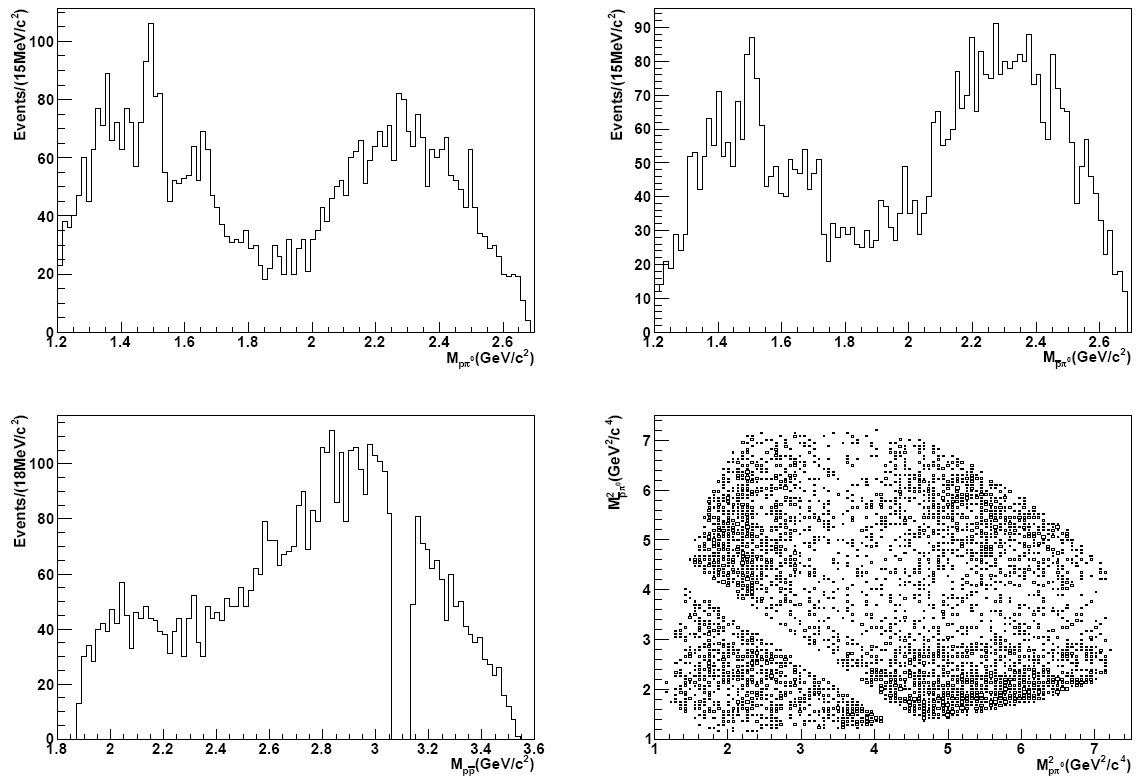 Events/(15MeV/c²)
100
80
60
40
20
0
1.2 1.4 1.6 1.8 2 2.2 2.4 2.6
M_{pπ⁰}(GeV/c²)
Events/(15MeV/c²)
90
80
70
60
50
40
30
20
10
0
1.2 1.4 1.6 1.8 2 2.2 2.4 2.6
M_{p̄π⁰}(GeV/c²)
Events/(18MeV/c²)
100
80
60
40
20
0
1.8 2 2.2 2.4 2.6 2.8 3 3.2 3.4 3.6
M_{pp̄}(GeV/c²)
M²_{p̄π⁰}(GeV²/c⁴)
7
6
5
4
3
2
1
1 2 3 4 5 6 7
M²_{pπ⁰}(GeV²/c⁴)